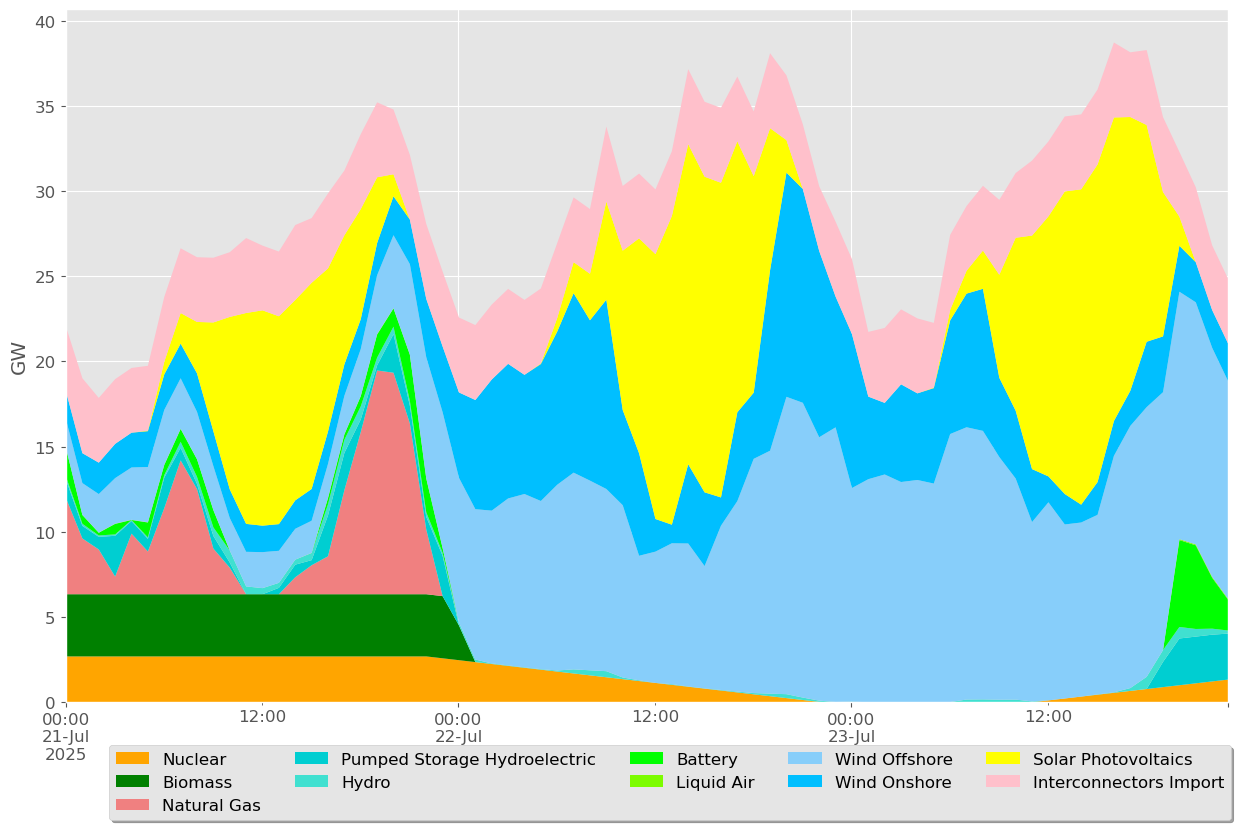 40
35
30
25
20
15
10
5
0
GW
00:00 12:00 00:00 12:00 00:00 12:00
21-Jul 22-Jul 23-Jul
2025
Nuclear Pumped Storage Hydroelectric Battery Wind Offshore Solar Photovoltaics
Biomass Hydro Liquid Air Wind Onshore Interconnectors Import
Natural Gas